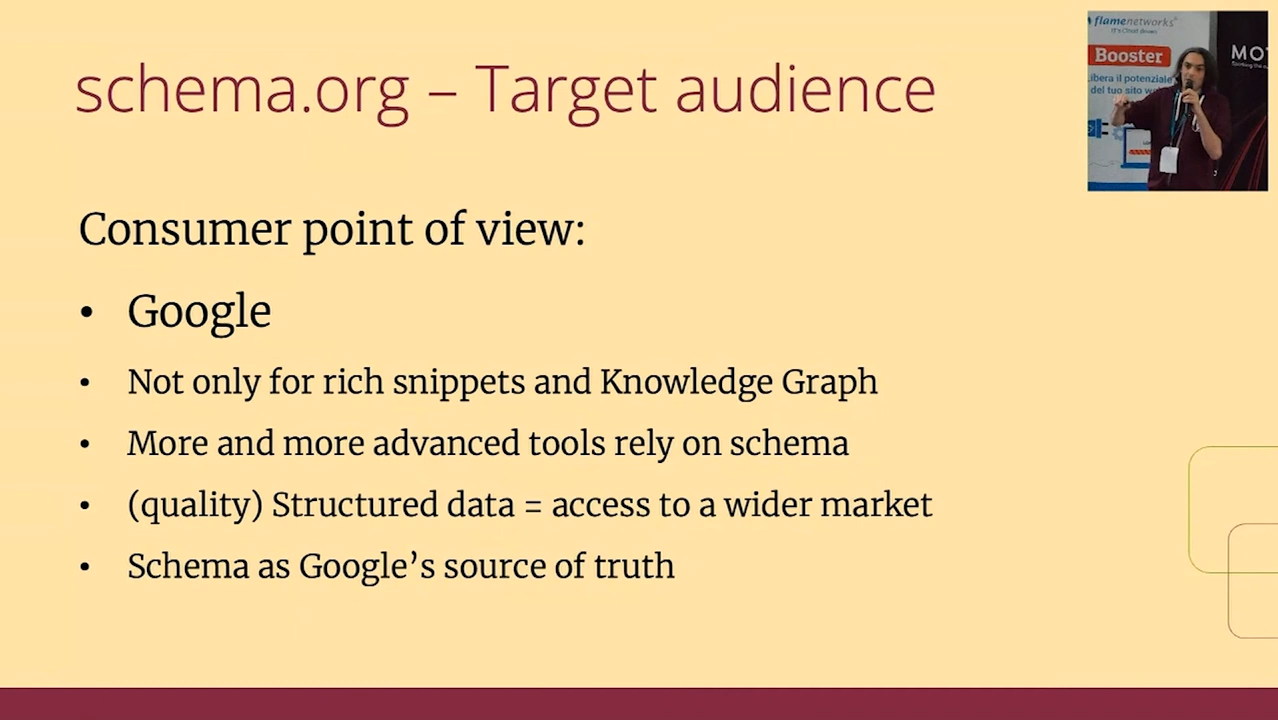 schema.org – Target audience
Consumer point of view:
• Google
• Not only for rich snippets and Knowledge Graph
• More and more advanced tools rely on schema
• (quality) Structured data = access to a wider market
• Schema as Google’s source of truth
flamenetworks
Booster
Libera il potenziale
del tuo sito
MO